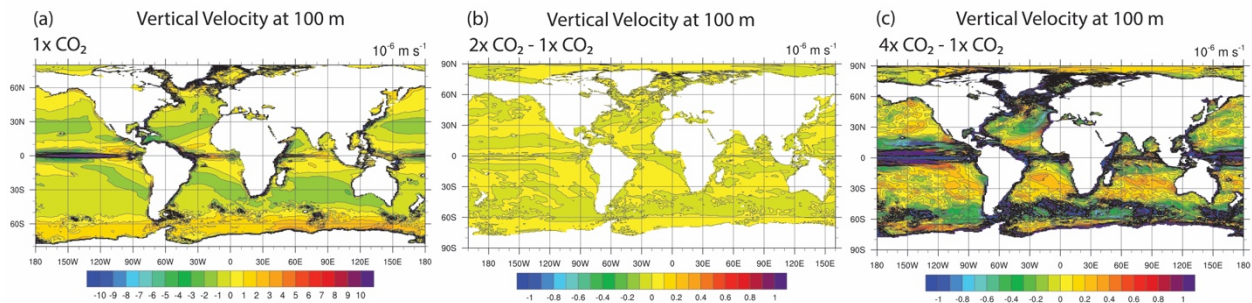 (a)
Vertical Velocity at 100 m
1x CO₂
10⁻⁶ m s⁻¹
60N
30N
0
30S
60S
180 150W 120W 90W 60W 30W 0 30E 60E 90E 120E 150E 180
-10 -9 -8 -7 -6 -5 -4 -3 -2 -1 0 1 2 3 4 5 6 7 8 9 10
(b)
Vertical Velocity at 100 m
2x CO₂ - 1x CO₂
10⁻⁶ m s⁻¹
90N
60N
30N
0
30S
60S
90S
180 150W 120W 90W 60W 30W 0 30E 60E 90E 120E 150E
-1 -0.8 -0.6 -0.4 -0.2 0 0.2 0.4 0.6 0.8 1
(c)
Vertical Velocity at 100 m
4x CO₂ - 1x CO₂
10⁻⁶ m s⁻¹
90N
60N
30N
0
30S
60S
90S
180 150W 120W 90W 60W 30W 0 30E 60E 90E 120E 150E 180
-1 -0.8 -0.6 -0.4 -0.2 0 0.2 0.4 0.6 0.8 1